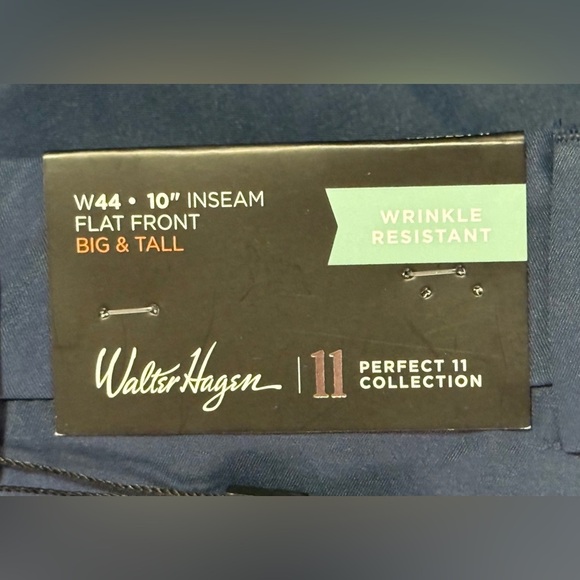 W44 • 10" INSEAM
FLAT FRONT
BIG & TALL
WRINKLE
RESISTANT
Walter Hagen | 11 PERFECT 11
COLLECTION